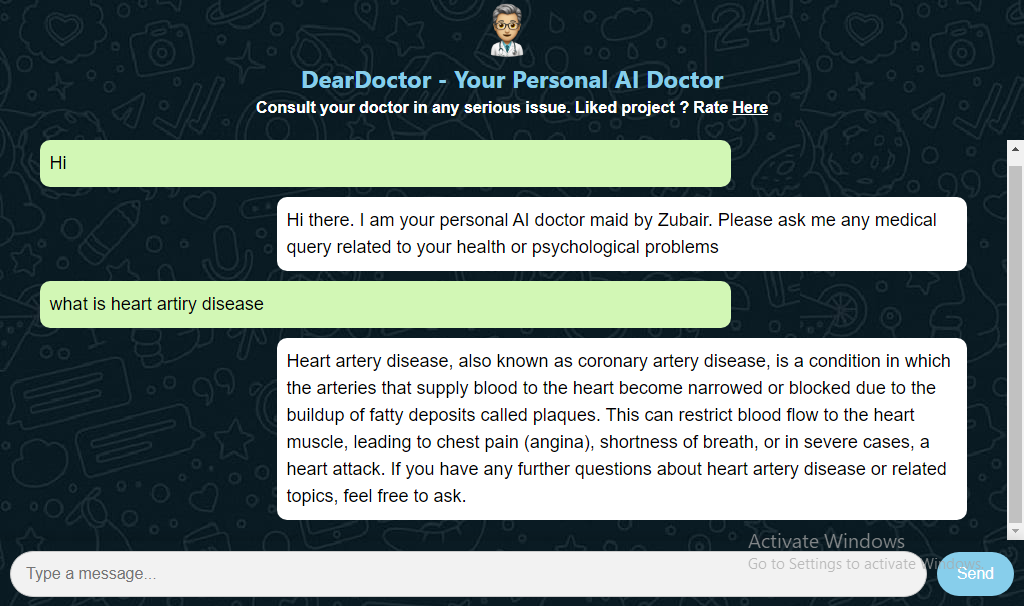 DearDoctor - Your Personal AI Doctor
Consult your doctor in any serious issue. Liked project ? Rate Here
Hi
Hi there. I am your personal AI doctor maid by Zubair. Please ask me any medical
query related to your health or psychological problems
what is heart artiry disease
Heart artery disease, also known as coronary artery disease, is a condition in which
the arteries that supply blood to the heart become narrowed or blocked due to the
buildup of fatty deposits called plaques. This can restrict blood flow to the heart
muscle, leading to chest pain (angina), shortness of breath, or in severe cases, a
heart attack. If you have any further questions about heart artery disease or related
topics, feel free to ask.
Activate Windows
Go to Settings to activate Windows.
Type a message...
Send